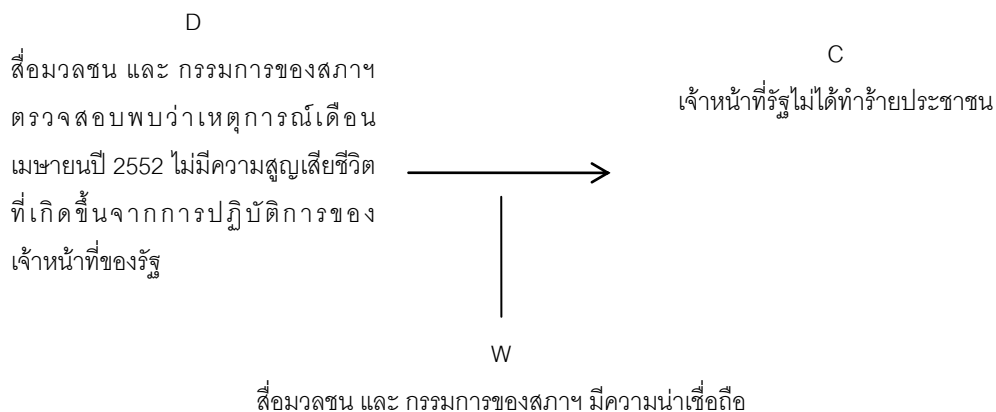 D
สื่อมวลชน และ กรรมการของสภาฯ
ตรวจสอบพบว่าเหตุการณ์เดือน
เมษายนปี 2552 ไม่มีความสูญเสียชีวิต
ที่เกิดขึ้นจากการปฏิบัติการของ
เจ้าหน้าที่ของรัฐ
C
เจ้าหน้าที่รัฐไม่ได้ทำร้ายประชาชน
W
สื่อมวลชน และ กรรมการของสภาฯ มีความน่าเชื่อถือ